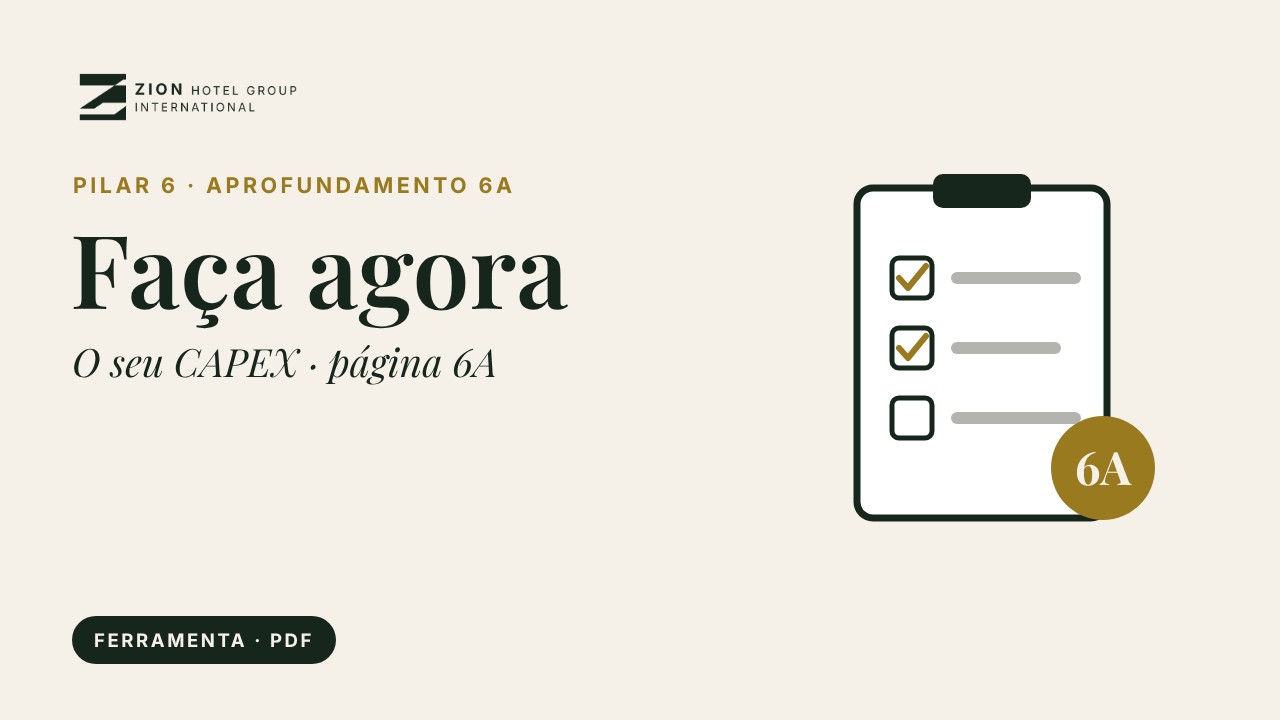 ZION HOTEL GROUP
INTERNATIONAL
PILAR 6 · APROFUNDAMENTO 6A
Faça agora
O seu CAPEX · página 6A
6A
FERRAMENTA · PDF